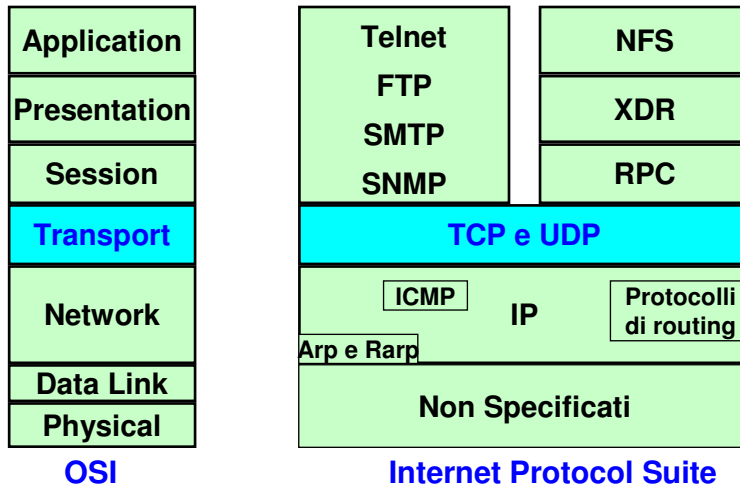 Application
Presentation
Session
Transport
Network
Data Link
Physical
OSI
Telnet
FTP
SMTP
SNMP
NFS
XDR
RPC
TCP e UDP
ICMP
IP
Protocolli
di routing
Arp e Rarp
Non Specificati
Internet Protocol Suite